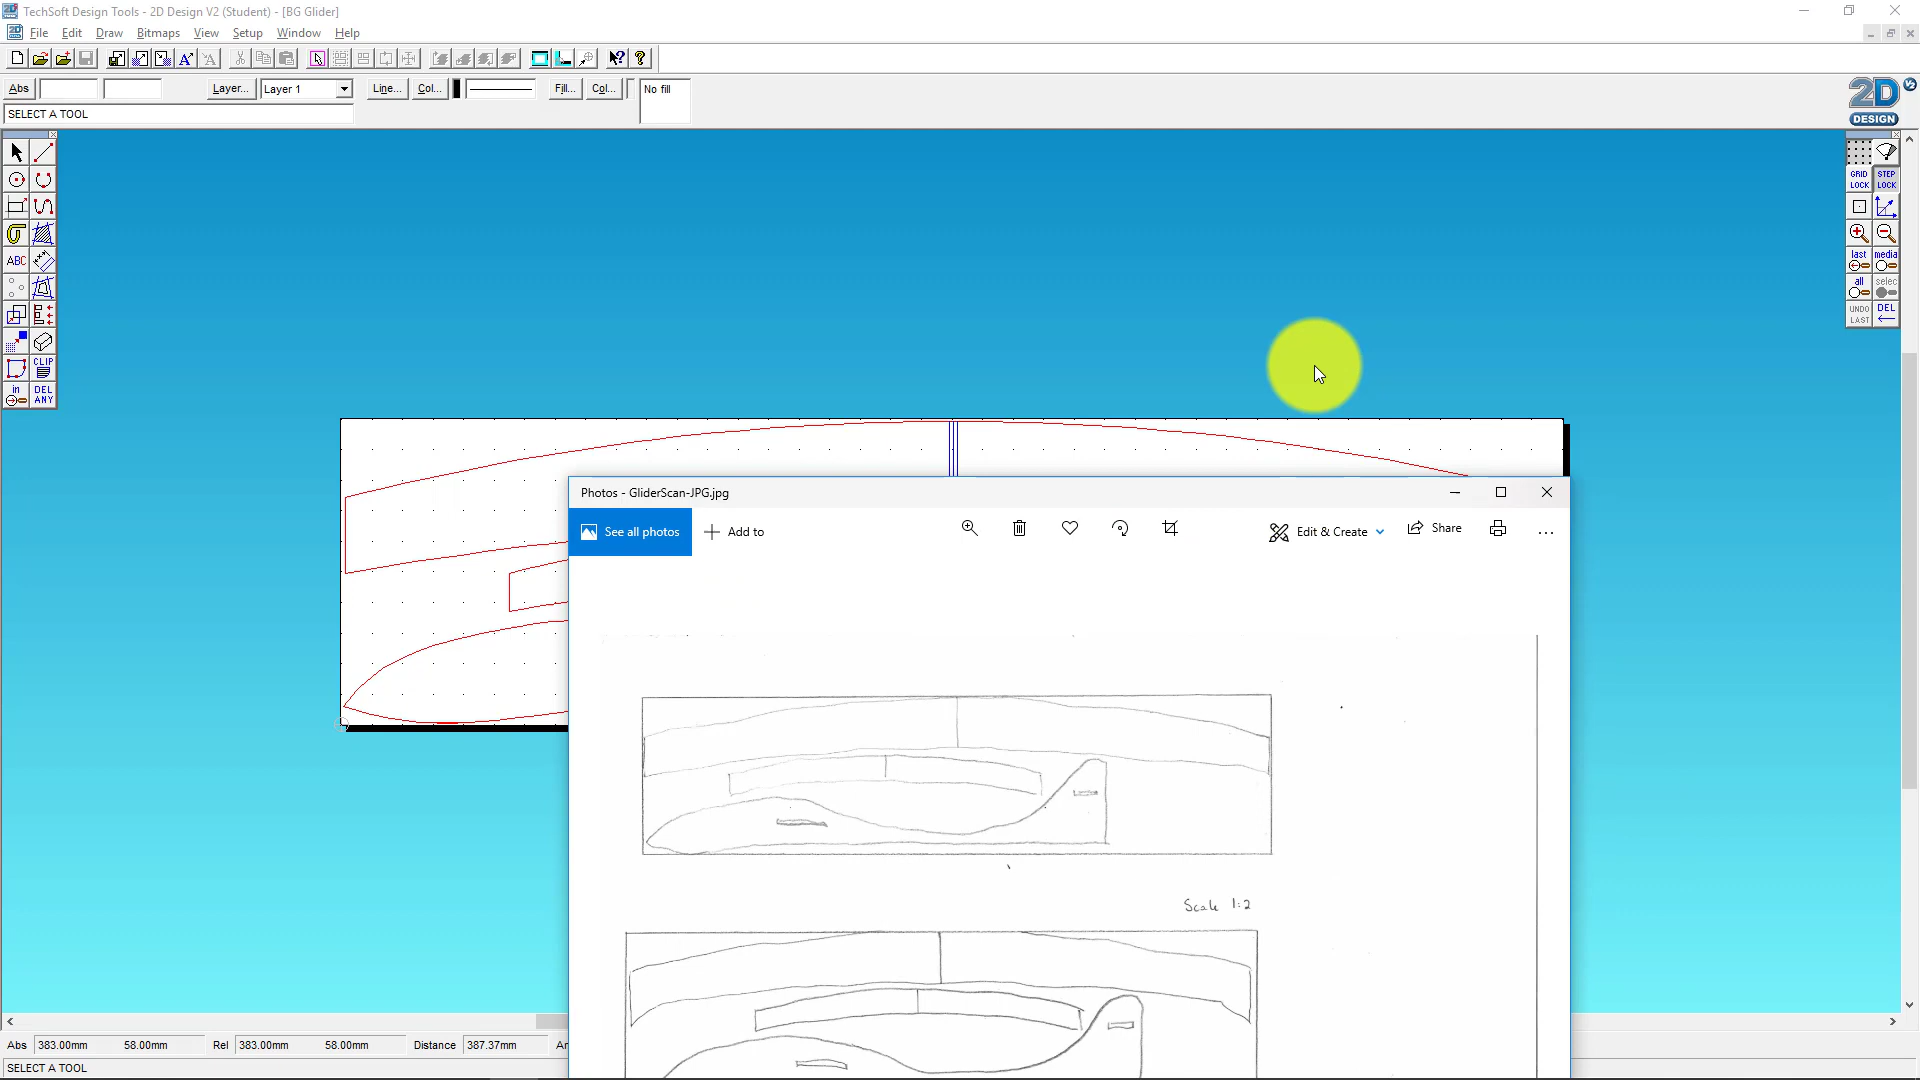 TechSoft Design Tools - 2D Design V2 (Student) - [BG Glider]
File Edit Draw Bitmaps View Setup Window Help
Abs Layer... Layer 1 Line... Col... Fill... Col... No fill
SELECT A TOOL
2D V2
DESIGN
GRID LOCK STEP LOCK
ABC
last media
all selec
UNDO LAST DEL
CLIP
in DEL ANY
Photos - GliderScan-JPG.jpg
See all photos Add to Edit & Create Share
Scale 1:2
Abs 383.00mm 58.00mm Rel 383.00mm 58.00mm Distance 387.37mm An
SELECT A TOOL